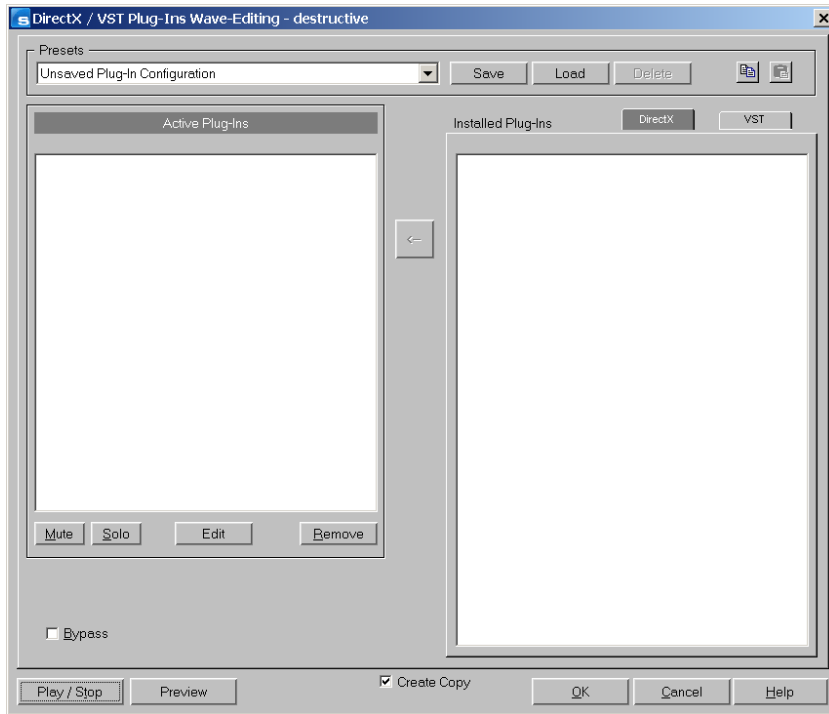 DirectX / VST Plug-Ins Wave-Editing - destructive
Presets
Unsaved Plug-In Configuration
Save
Load
Delete
Active Plug-Ins
Installed Plug-Ins
DirectX
VST
<--
Mute
Solo
Edit
Remove
Bypass
Play / Stop
Preview
Create Copy
OK
Cancel
Help